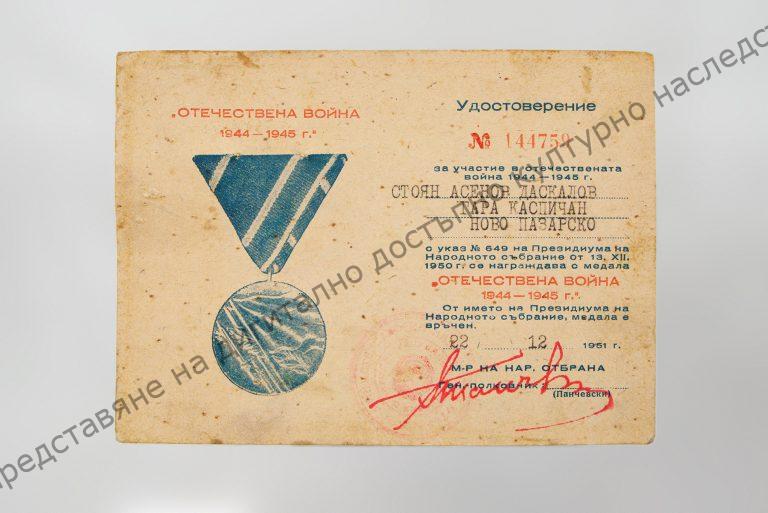 „ОТЕЧЕСТВЕНА ВОЙНА
1944—1945 г."
Удостоверение
№ 144758
за участие в отечествената
война 1944—1945 г.
СТОЯН АСЕНОВ ДАСКАЛОВ
ГАРА КАСПИЧАН
НОВО ПАЗАРСКО
с указ № 649 на Президиума на
Народното събрание от 13. XII.
1950 г. се награждава с медала
„ОТЕЧЕСТВЕНА ВОЙНА
1944—1945 г."
От името на Президиума на
Народното събрание, медала е
връчен.
22 12 1951 г.
М-Р НА НАР. ОТБРАНА
Ген.-полковник:
(Панчевски)
представяне на дигитално достъпно културно наследст